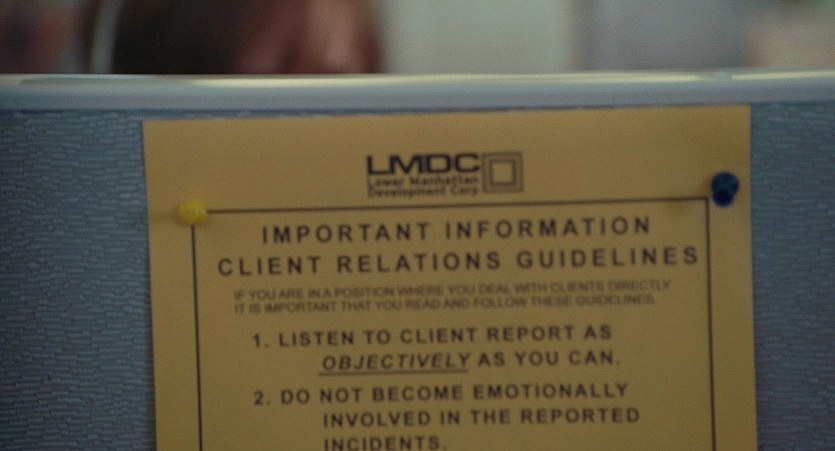 LMDC
Lower Manhattan
Development Corp
IMPORTANT INFORMATION
CLIENT RELATIONS GUIDELINES
IF YOU ARE IN A POSITION WHERE YOU DEAL WITH CLIENTS DIRECTLY
IT IS IMPORTANT THAT YOU READ AND FOLLOW THESE GUIDELINES.
1. LISTEN TO CLIENT REPORT AS
OBJECTIVELY AS YOU CAN.
2. DO NOT BECOME EMOTIONALLY
INVOLVED IN THE REPORTED
INCIDENTS.